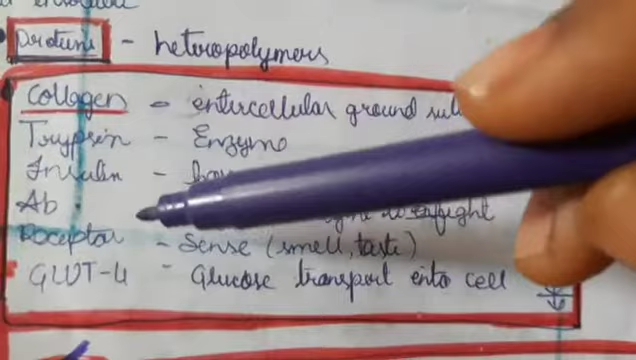 Proteins - heteropolymers
Collagen - intercellular ground
Trypsin - Enzyme
Insulin -
Ab
Receptor - Sense (smell, taste)
GLUT-4 - Glucose transport into cell